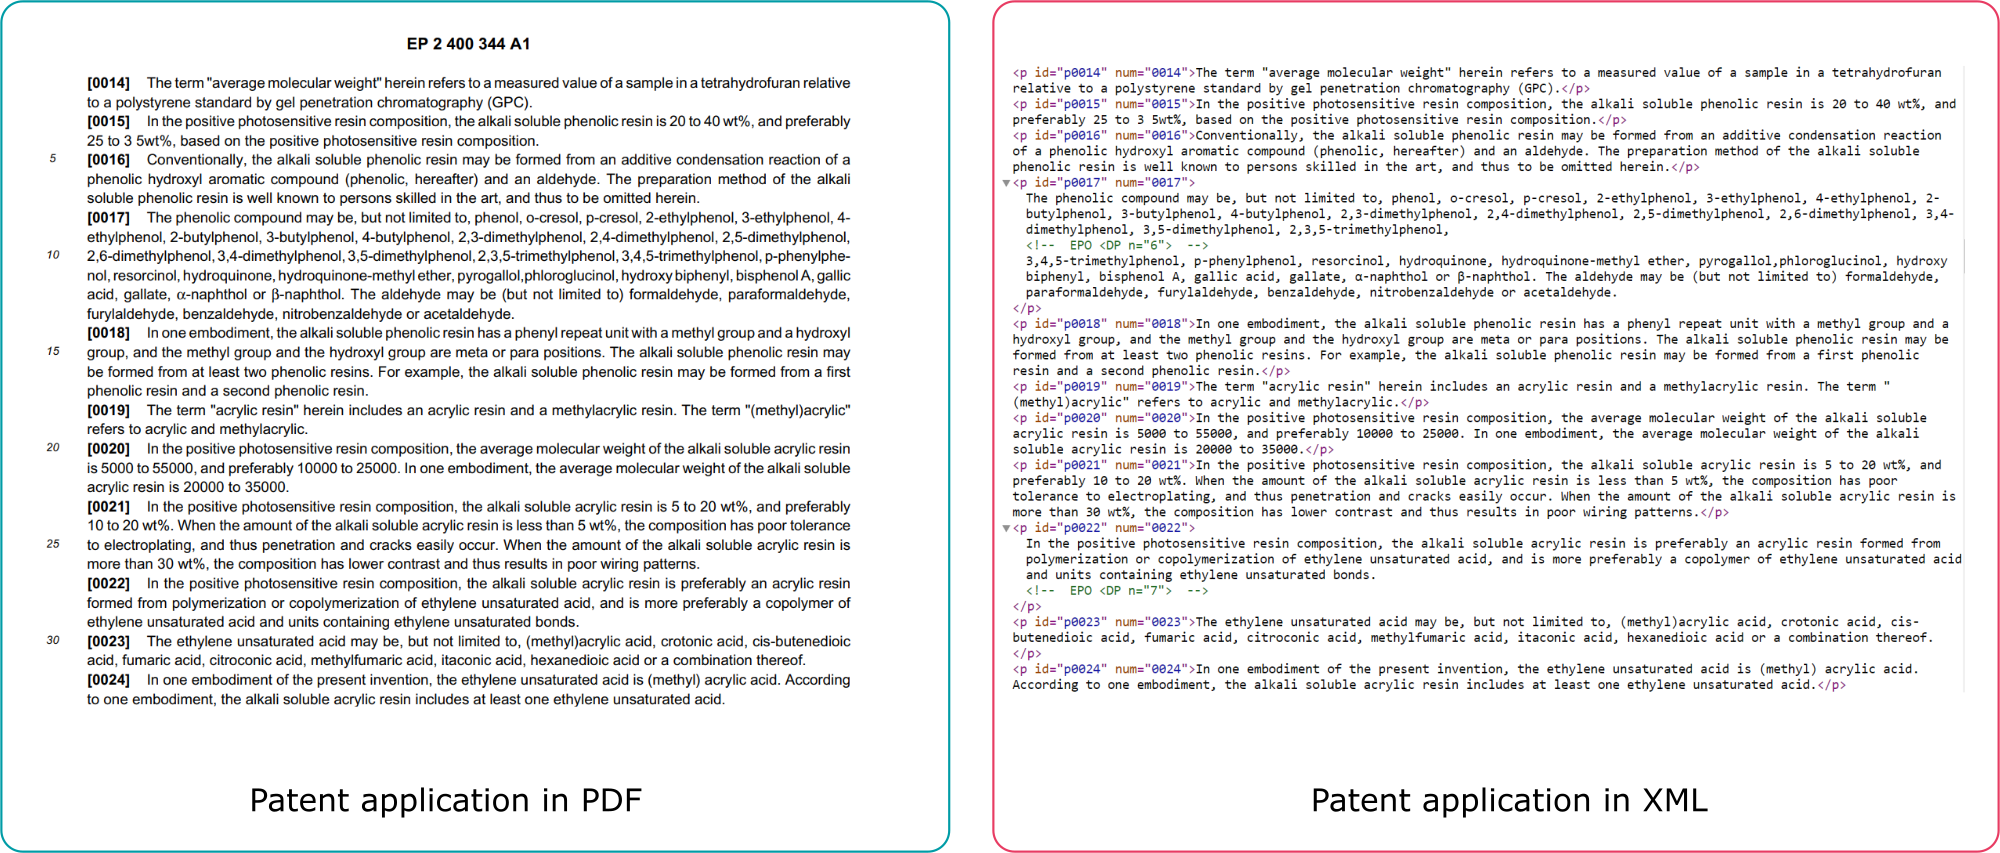 EP 2 400 344 A1
[0014] The term "average molecular weight" herein refers to a measured value of a sample in a tetrahydrofuran relative
to a polystyrene standard by gel penetration chromatography (GPC).
[0015] In the positive photosensitive resin composition, the alkali soluble phenolic resin is 20 to 40 wt%, and preferably
25 to 3 5wt%, based on the positive photosensitive resin composition.
5 [0016] Conventionally, the alkali soluble phenolic resin may be formed from an additive condensation reaction of a
phenolic hydroxyl aromatic compound (phenolic, hereafter) and an aldehyde. The preparation method of the alkali
soluble phenolic resin is well known to persons skilled in the art, and thus to be omitted herein.
[0017] The phenolic compound may be, but not limited to, phenol, o-cresol, p-cresol, 2-ethylphenol, 3-ethylphenol, 4-
ethylphenol, 2-butylphenol, 3-butylphenol, 4-butylphenol, 2,3-dimethylphenol, 2,4-dimethylphenol, 2,5-dimethylphenol,
10 2,6-dimethylphenol, 3,4-dimethylphenol, 3,5-dimethylphenol, 2,3,5-trimethylphenol, 3,4,5-trimethylphenol, p-phenylphe-
nol, resorcinol, hydroquinone, hydroquinone-methyl ether, pyrogallol,phloroglucinol, hydroxy biphenyl, bisphenol A, gallic
acid, gallate, α-naphthol or β-naphthol. The aldehyde may be (but not limited to) formaldehyde, paraformaldehyde,
furylaldehyde, benzaldehyde, nitrobenzaldehyde or acetaldehyde.
[0018] In one embodiment, the alkali soluble phenolic resin has a phenyl repeat unit with a methyl group and a hydroxyl
15 group, and the methyl group and the hydroxyl group are meta or para positions. The alkali soluble phenolic resin may
be formed from at least two phenolic resins. For example, the alkali soluble phenolic resin may be formed from a first
phenolic resin and a second phenolic resin.
[0019] The term "acrylic resin" herein includes an acrylic resin and a methylacrylic resin. The term "(methyl)acrylic"
refers to acrylic and methylacrylic.
20 [0020] In the positive photosensitive resin composition, the average molecular weight of the alkali soluble acrylic resin
is 5000 to 55000, and preferably 10000 to 25000. In one embodiment, the average molecular weight of the alkali soluble
acrylic resin is 20000 to 35000.
[0021] In the positive photosensitive resin composition, the alkali soluble acrylic resin is 5 to 20 wt%, and preferably
10 to 20 wt%. When the amount of the alkali soluble acrylic resin is less than 5 wt%, the composition has poor tolerance
25 to electroplating, and thus penetration and cracks easily occur. When the amount of the alkali soluble acrylic resin is
more than 30 wt%, the composition has lower contrast and thus results in poor wiring patterns.
[0022] In the positive photosensitive resin composition, the alkali soluble acrylic resin is preferably an acrylic resin
formed from polymerization or copolymerization of ethylene unsaturated acid, and is more preferably a copolymer of
ethylene unsaturated acid and units containing ethylene unsaturated bonds.
30 [0023] The ethylene unsaturated acid may be, but not limited to, (methyl)acrylic acid, crotonic acid, cis-butenedioic
acid, fumaric acid, citroconic acid, methylfumaric acid, itaconic acid, hexanedioic acid or a combination thereof.
[0024] In one embodiment of the present invention, the ethylene unsaturated acid is (methyl) acrylic acid. According
to one embodiment, the alkali soluble acrylic resin includes at least one ethylene unsaturated acid.
Patent application in PDF
<p id="p0014" num="0014">The term "average molecular weight" herein refers to a measured value of a sample in a tetrahydrofuran
relative to a polystyrene standard by gel penetration chromatography (GPC).</p>
<p id="p0015" num="0015">In the positive photosensitive resin composition, the alkali soluble phenolic resin is 20 to 40 wt%, and
preferably 25 to 3 5wt%, based on the positive photosensitive resin composition.</p>
<p id="p0016" num="0016">Conventionally, the alkali soluble phenolic resin may be formed from an additive condensation reaction
of a phenolic hydroxyl aromatic compound (phenolic, hereafter) and an aldehyde. The preparation method of the alkali soluble
phenolic resin is well known to persons skilled in the art, and thus to be omitted herein.</p>
▼<p id="p0017" num="0017">
The phenolic compound may be, but not limited to, phenol, o-cresol, p-cresol, 2-ethylphenol, 3-ethylphenol, 4-ethylphenol, 2-
butylphenol, 3-butylphenol, 4-butylphenol, 2,3-dimethylphenol, 2,4-dimethylphenol, 2,5-dimethylphenol, 2,6-dimethylphenol, 3,4-
dimethylphenol, 3,5-dimethylphenol, 2,3,5-trimethylphenol,
<!-- EPO <DP n="6"> -->
3,4,5-trimethylphenol, p-phenylphenol, resorcinol, hydroquinone, hydroquinone-methyl ether, pyrogallol,phloroglucinol, hydroxy
biphenyl, bisphenol A, gallic acid, gallate, α-naphthol or β-naphthol. The aldehyde may be (but not limited to) formaldehyde,
paraformaldehyde, furylaldehyde, benzaldehyde, nitrobenzaldehyde or acetaldehyde.
</p>
<p id="p0018" num="0018">In one embodiment, the alkali soluble phenolic resin has a phenyl repeat unit with a methyl group and a
hydroxyl group, and the methyl group and the hydroxyl group are meta or para positions. The alkali soluble phenolic resin may be
formed from at least two phenolic resins. For example, the alkali soluble phenolic resin may be formed from a first phenolic
resin and a second phenolic resin.</p>
<p id="p0019" num="0019">The term "acrylic resin" herein includes an acrylic resin and a methylacrylic resin. The term "
(methyl)acrylic" refers to acrylic and methylacrylic.</p>
<p id="p0020" num="0020">In the positive photosensitive resin composition, the average molecular weight of the alkali soluble
acrylic resin is 5000 to 55000, and preferably 10000 to 25000. In one embodiment, the average molecular weight of the alkali
soluble acrylic resin is 20000 to 35000.</p>
<p id="p0021" num="0021">In the positive photosensitive resin composition, the alkali soluble acrylic resin is 5 to 20 wt%, and
preferably 10 to 20 wt%. When the amount of the alkali soluble acrylic resin is less than 5 wt%, the composition has poor
tolerance to electroplating, and thus penetration and cracks easily occur. When the amount of the alkali soluble acrylic resin is
more than 30 wt%, the composition has lower contrast and thus results in poor wiring patterns.</p>
▼<p id="p0022" num="0022">
In the positive photosensitive resin composition, the alkali soluble acrylic resin is preferably an acrylic resin formed from
polymerization or copolymerization of ethylene unsaturated acid, and is more preferably a copolymer of ethylene unsaturated acid
and units containing ethylene unsaturated bonds.
<!-- EPO <DP n="7"> -->
</p>
<p id="p0023" num="0023">The ethylene unsaturated acid may be, but not limited to, (methyl)acrylic acid, crotonic acid, cis-
butenedioic acid, fumaric acid, citroconic acid, methylfumaric acid, itaconic acid, hexanedioic acid or a combination thereof.
</p>
<p id="p0024" num="0024">In one embodiment of the present invention, the ethylene unsaturated acid is (methyl) acrylic acid.
According to one embodiment, the alkali soluble acrylic resin includes at least one ethylene unsaturated acid.</p>
Patent application in XML